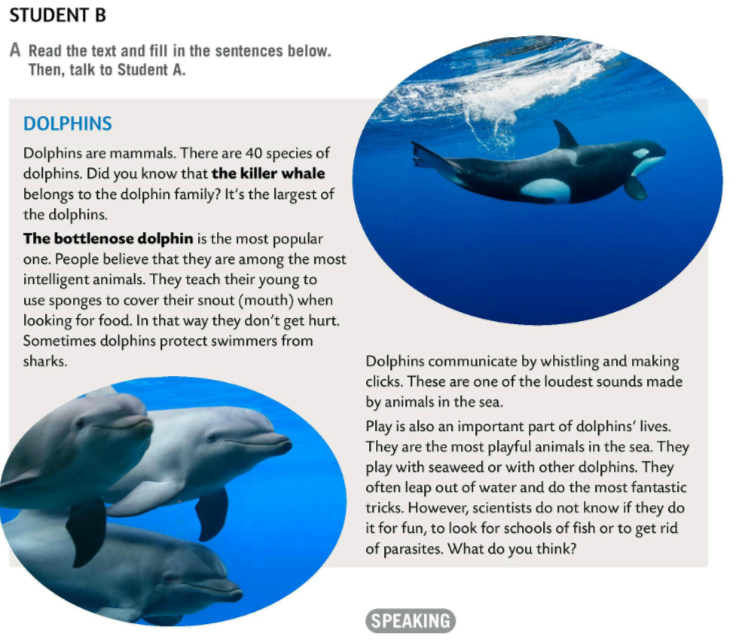 STUDENT B
A Read the text and fill in the sentences below.
Then, talk to Student A.
DOLPHINS
Dolphins are mammals. There are 40 species of
dolphins. Did you know that the killer whale
belongs to the dolphin family? It's the largest of
the dolphins.
The bottlenose dolphin is the most popular
one. People believe that they are among the most
intelligent animals. They teach their young to
use sponges to cover their snout (mouth) when
looking for food. In that way they don't get hurt.
Sometimes dolphins protect swimmers from
sharks.
Dolphins communicate by whistling and making
clicks. These are one of the loudest sounds made
by animals in the sea.
Play is also an important part of dolphins' lives.
They are the most playful animals in the sea. They
play with seaweed or with other dolphins. They
often leap out of water and do the most fantastic
tricks. However, scientists do not know if they do
it for fun, to look for schools of fish or to get rid
of parasites. What do you think?
SPEAKING